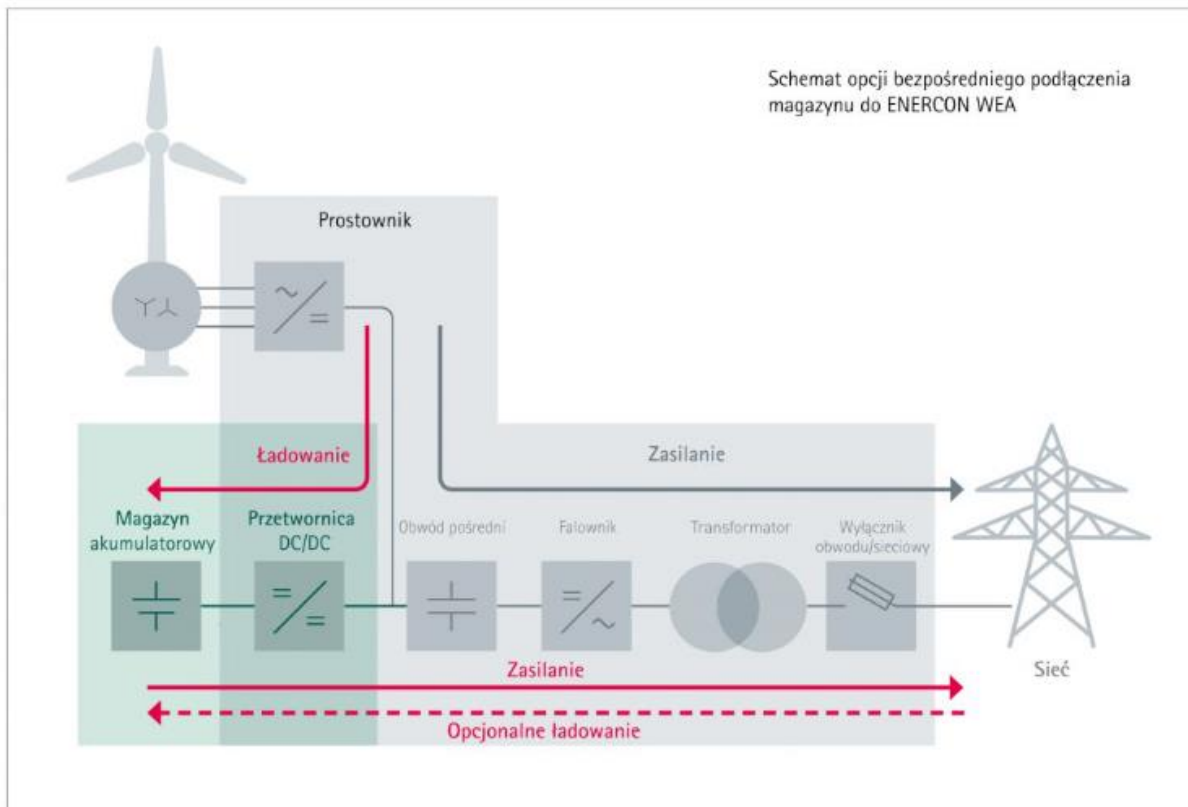 Schemat opcji bezpośredniego podłączenia
magazynu do ENERCON WEA
Prostownik
Ładowanie
Zasilanie
Magazyn
akumulatorowy
Przetwornica
DC/DC
Obwód pośredni
Falownik
Transformator
Wyłącznik
obwodu/sieciowy
Zasilanie
Sieć
Opcjonalne ładowanie